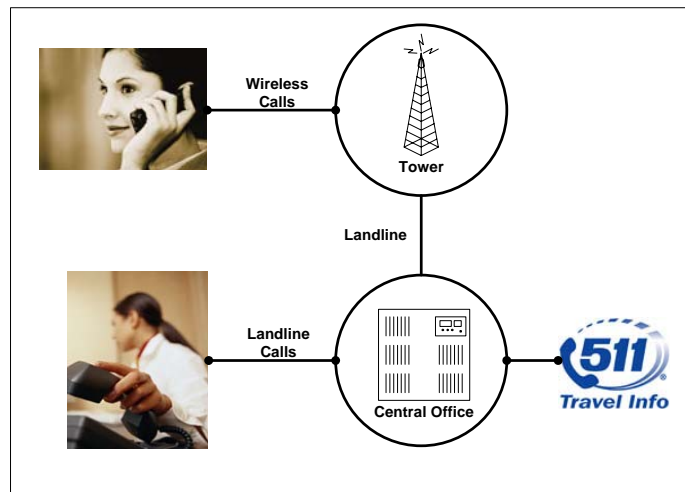 Wireless
Calls
Tower
Landline
Landline
Calls
Central Office
511
®
Travel Info